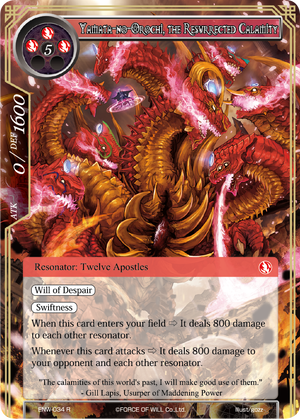 Yamata-no-Orochi, the Resurrected Calamity
5
ATK 0 / DEF 1600
Resonator: Twelve Apostles
Will of Despair
Swiftness
When this card enters your field ⇨ It deals 800 damage
to each other resonator.
Whenever this card attacks ⇨ It deals 800 damage to
your opponent and each other resonator.
"The calamities of this world's past, I will make good use of them."
- Gill Lapis, Usurper of Maddening Power
ENW-034 R
©FORCE OF WILL Co.,Ltd.